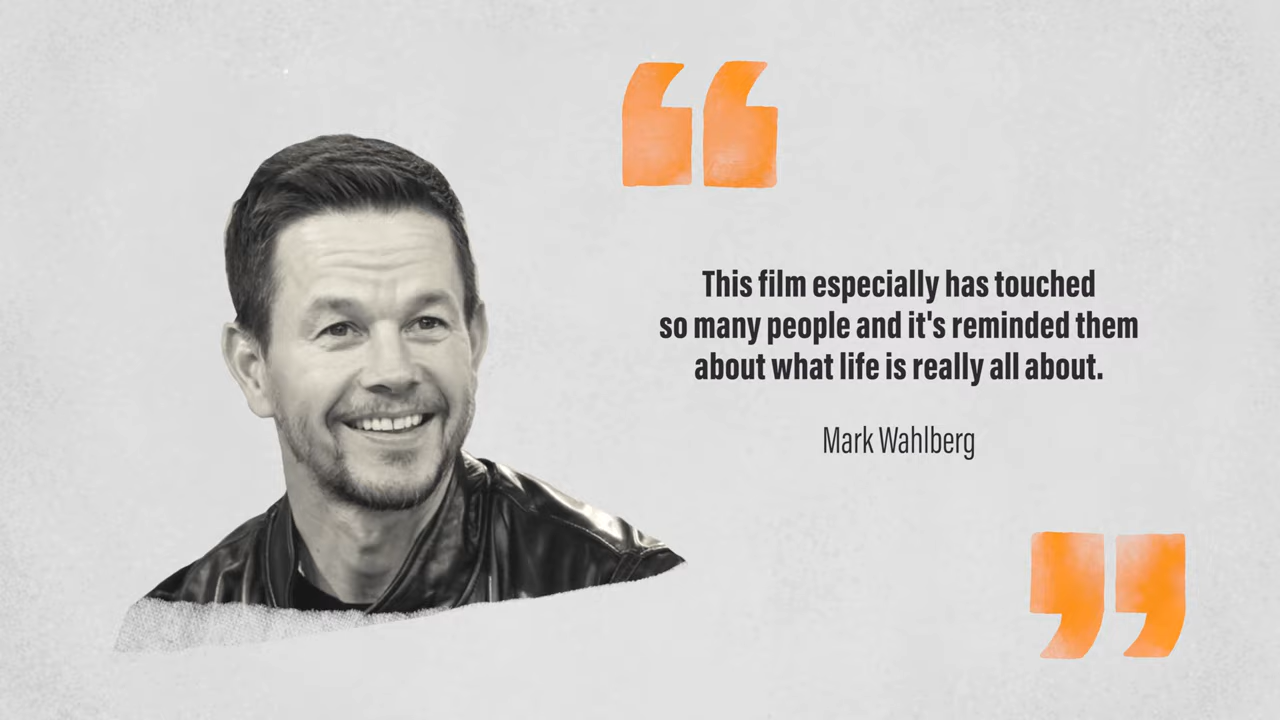 This film especially has touched
so many people and it's reminded them
about what life is really all about.
Mark Wahlberg